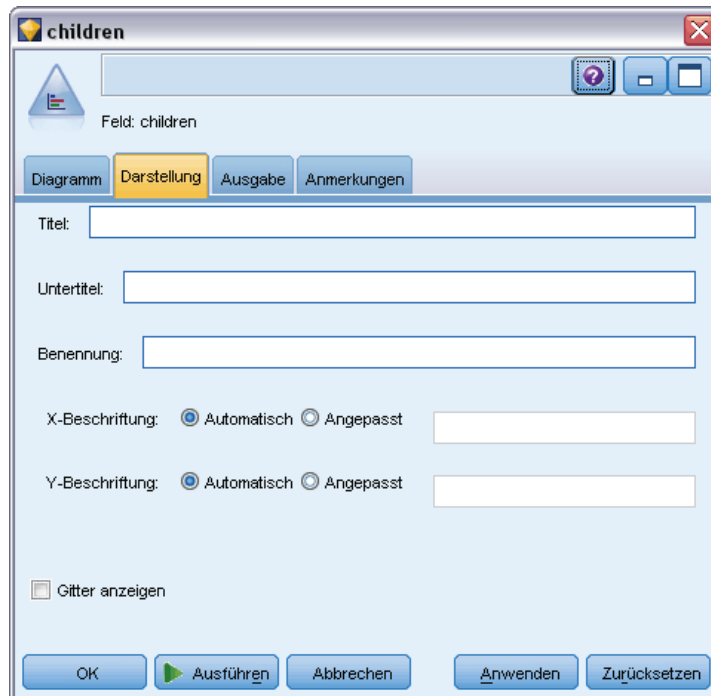 children
Feld: children
Diagramm Darstellung Ausgabe Anmerkungen
Titel:
Untertitel:
Benennung:
X-Beschriftung: Automatisch Angepasst
Y-Beschriftung: Automatisch Angepasst
Gitter anzeigen
OK Ausführen Abbrechen Anwenden Zurücksetzen